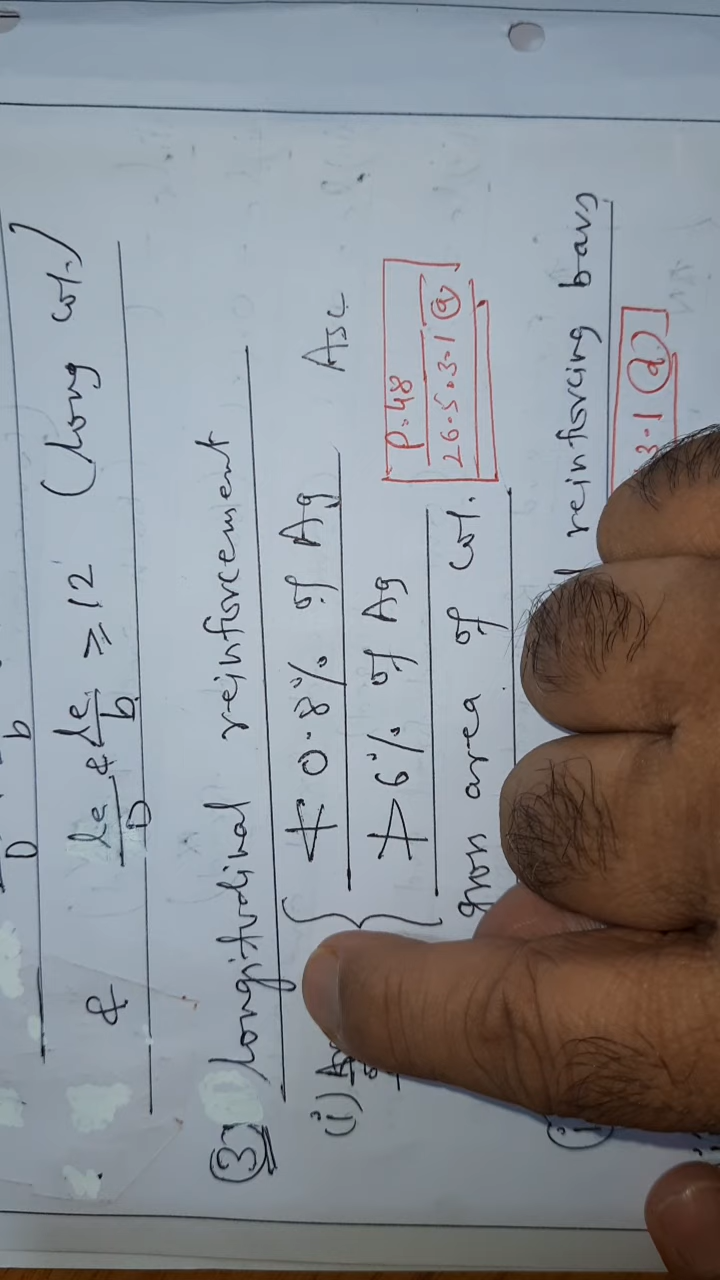 D b
& le/D & le/b ≥ 12 (Long col.)
③ Longitudinal reinforcement
(i) { ≮ 0.8% of Ag Asc
≯ 6% of Ag
P.48
26.5.3.1 (a)
gross area of col.
reinforcing bars
3.1 (a)